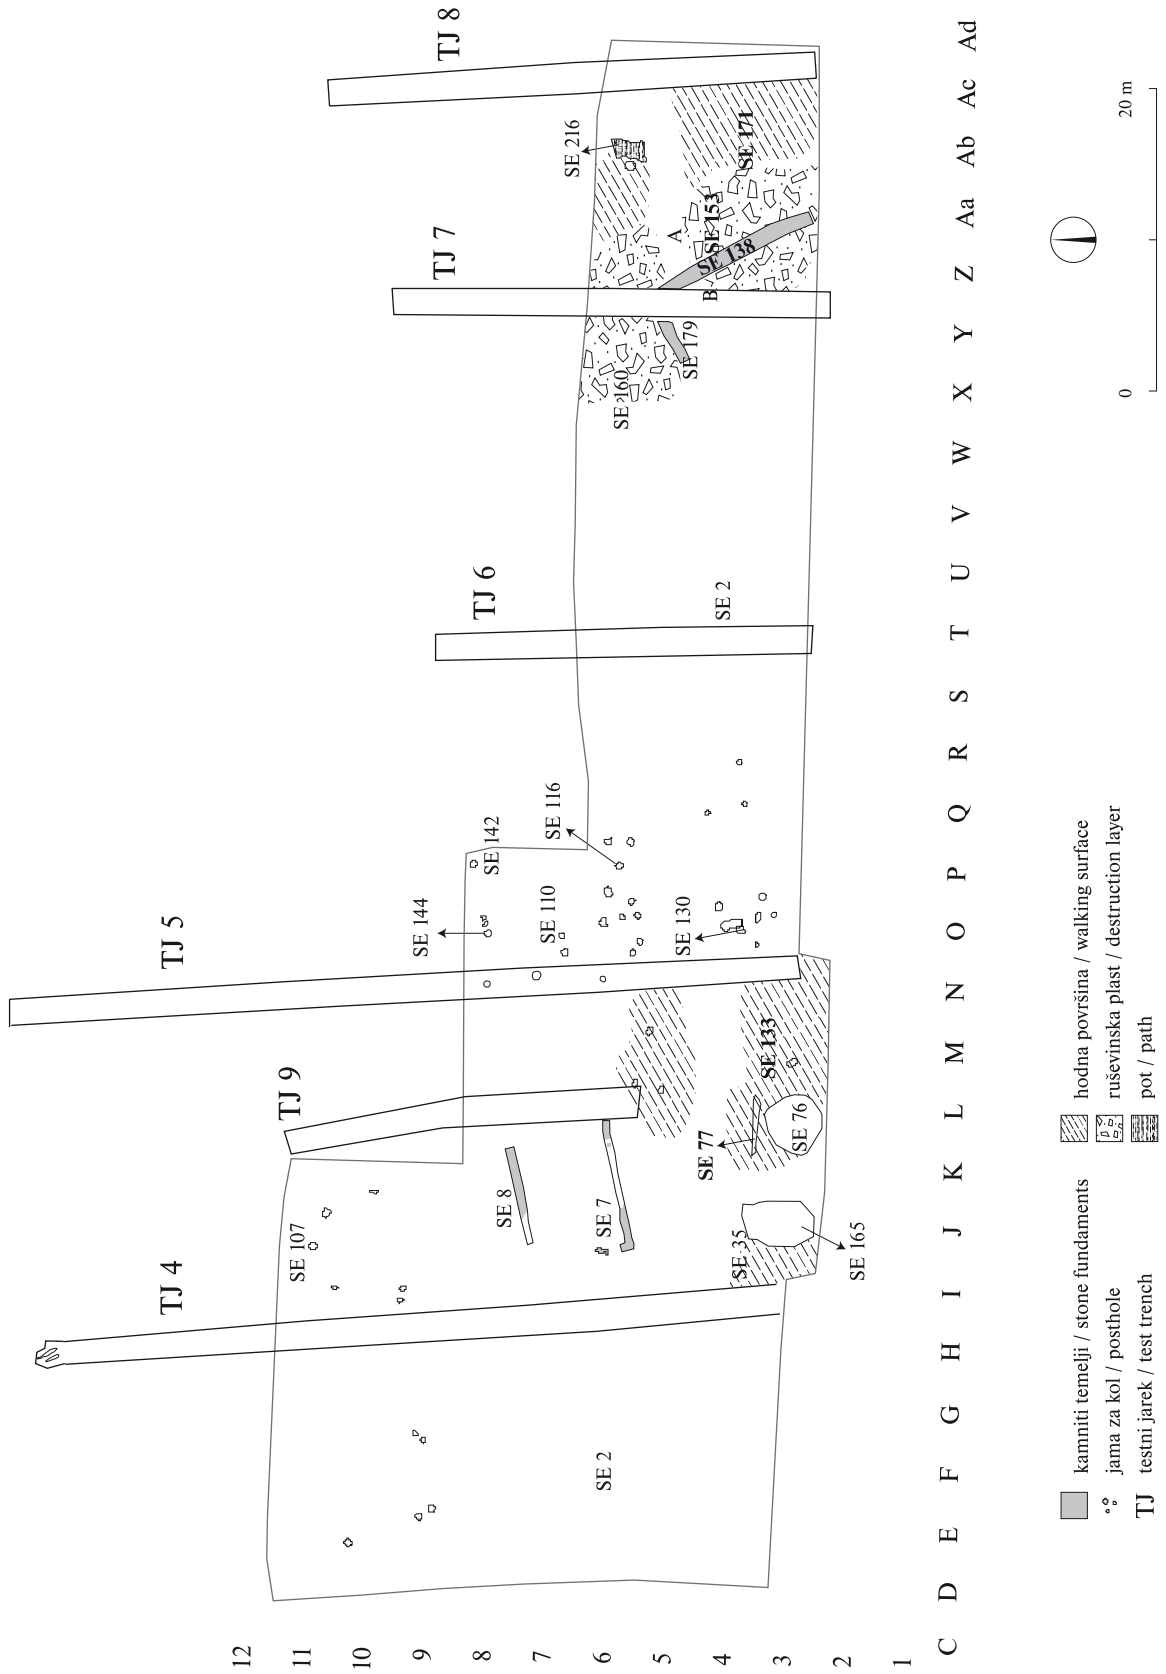 TJ 4
TJ 5
TJ 6
TJ 7
TJ 8
TJ 9
SE 107
SE 144
SE 142
SE 110
SE 116
SE 130
SE 8
SE 7
SE 2
SE 35
SE 165
SE 77
SE 76
SE 133
SE 2
SE 160
SE 179
SE 216
SE 153
SE 138
SE 171
A
B
12
11
10
9
8
7
6
5
4
3
2
1
C D E F G H I J K L M N O P Q R S T U V W X Y Z Aa Ab Ac Ad
kamniti temelji / stone fundaments
jama za kol / posthole
TJ testni jarek / test trench
hodna površina / walking surface
ruševinska plast / destruction layer
pot / path
0 20 m